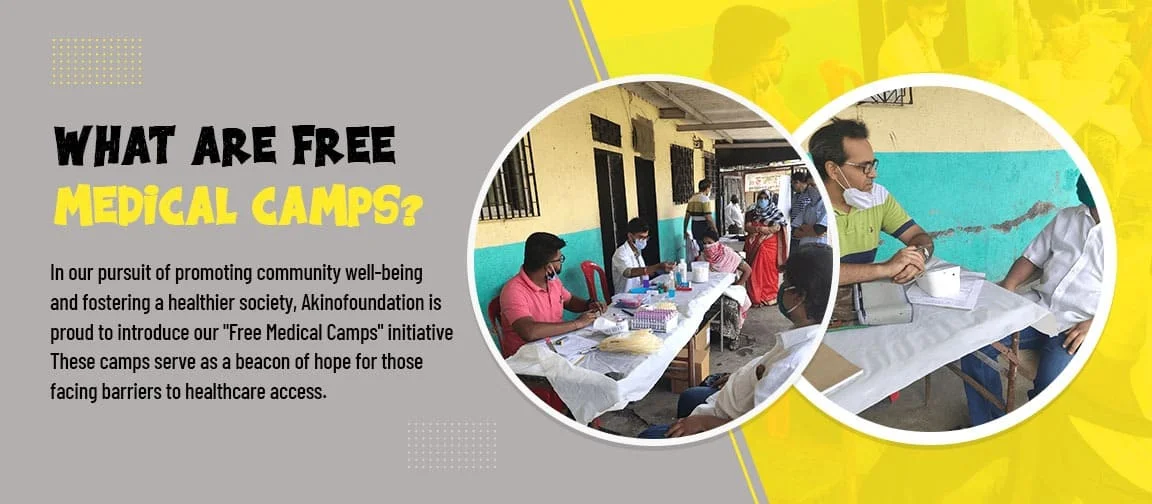 WHAT ARE FREE
MEDICAL CAMPS?
In our pursuit of promoting community well-being
and fostering a healthier society, Akinofoundation is
proud to introduce our "Free Medical Camps" initiative
These camps serve as a beacon of hope for those
facing barriers to healthcare access.